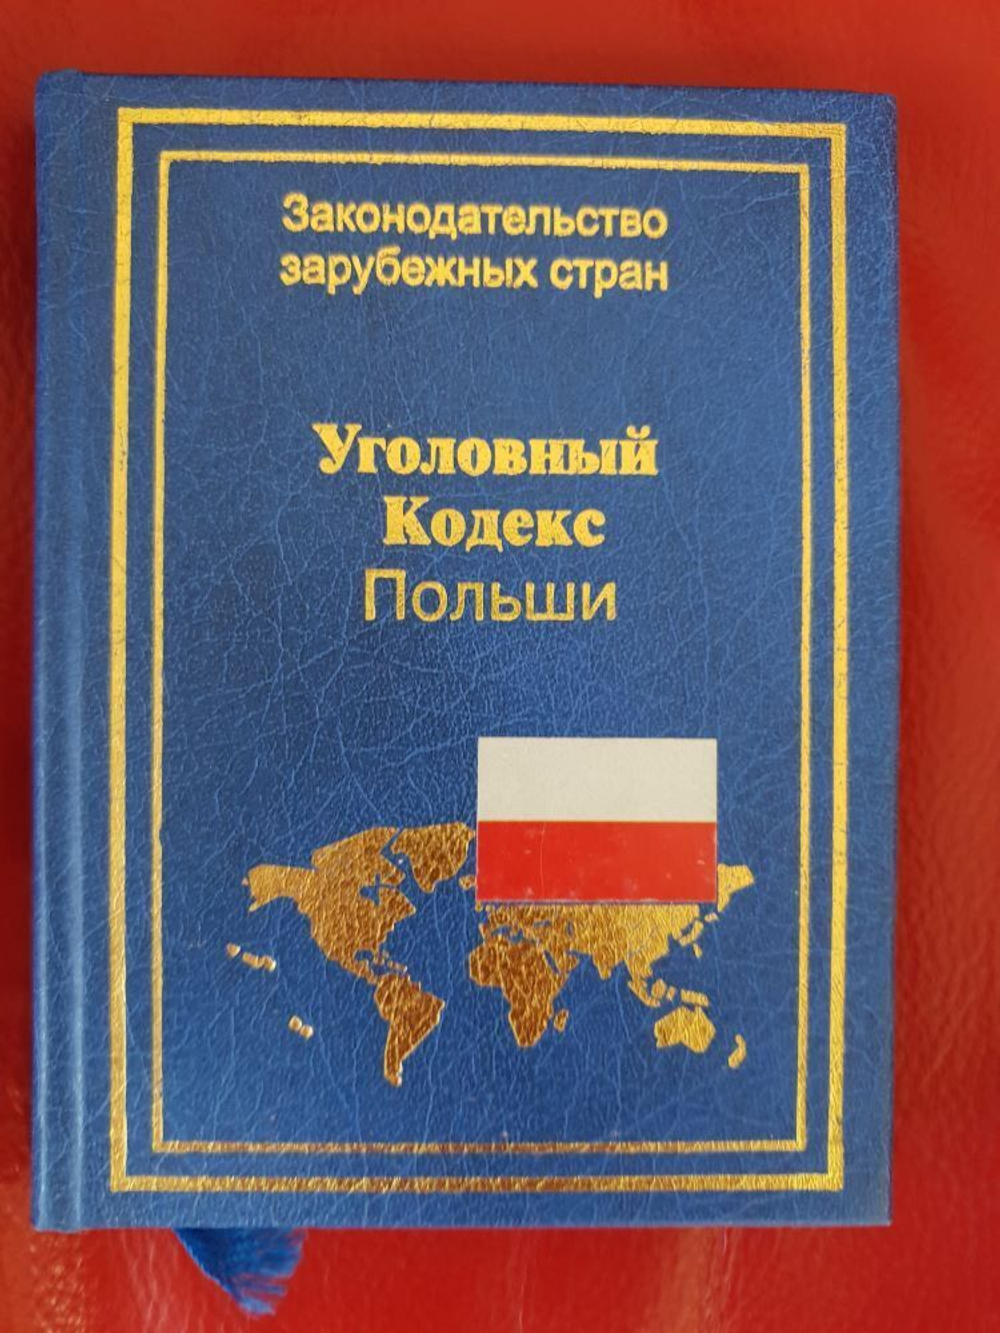 Законодательство
зарубежных стран
Уголовный
Кодекс
Польши